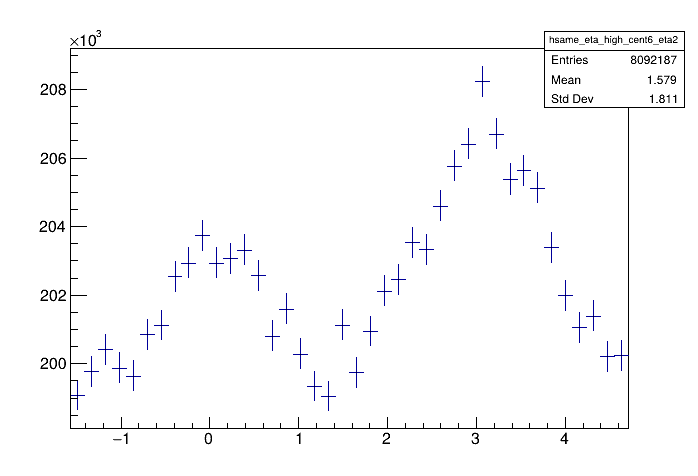 hsame_eta_high_cent6_eta2
Entries 8092187
Mean 1.579
Std Dev 1.811
×10³
208
206
204
202
200
−1 0 1 2 3 4